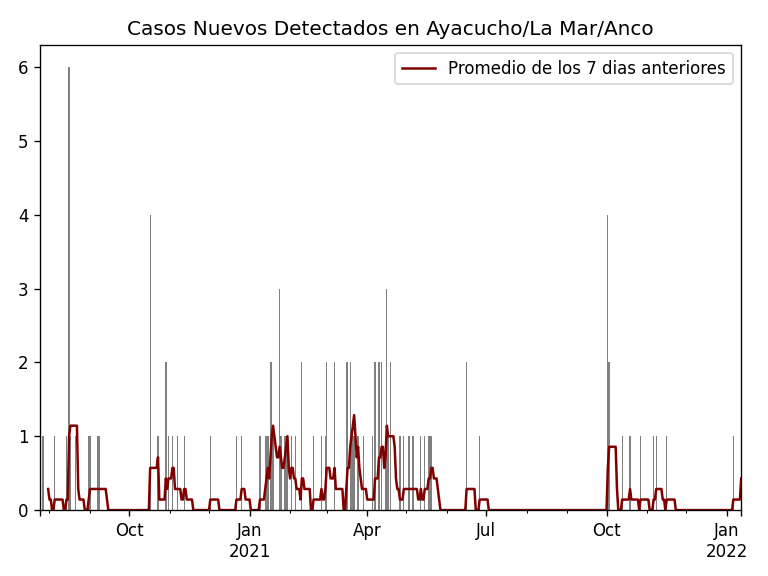 Casos Nuevos Detectados en Ayacucho/La Mar/Anco
Promedio de los 7 dias anteriores
6
5
4
3
2
1
0
Oct
Jan
2021
Apr
Jul
Oct
Jan
2022